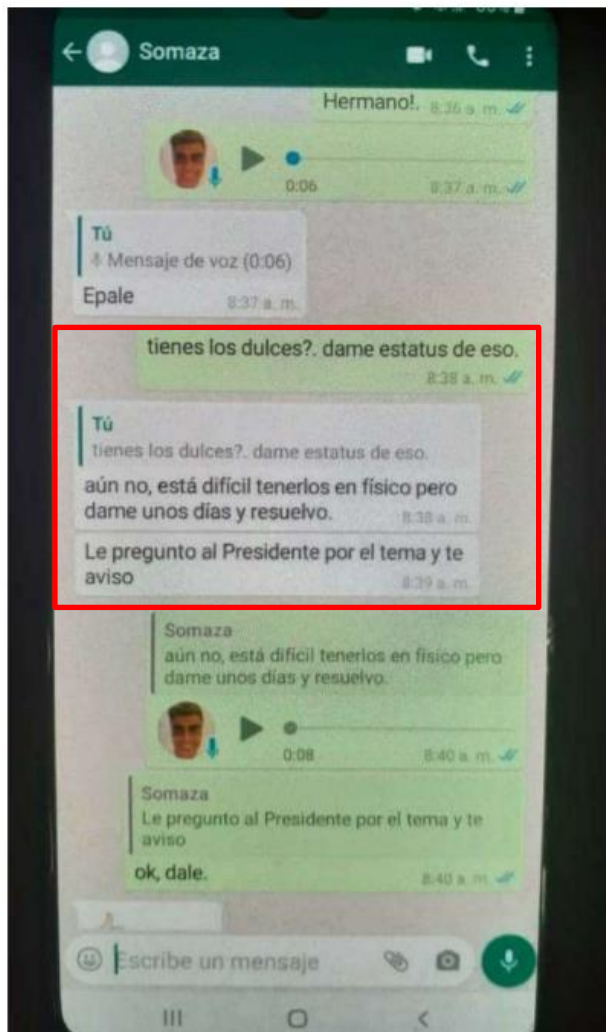 Somaza
Hermano!. 8:36 a. m.
0:06 8:37 a. m.
Tú
Mensaje de voz (0:06)
Epale 8:37 a. m.
tienes los dulces?. dame estatus de eso.
8:38 a. m.
Tú
tienes los dulces?. dame estatus de eso.
aún no, está difícil tenerlos en físico pero
dame unos días y resuelvo. 8:38 a. m.
Le pregunto al Presidente por el tema y te
aviso 8:39 a. m.
Somaza
aún no, está difícil tenerlos en físico pero
dame unos días y resuelvo.
0:08 8:40 a. m.
Somaza
Le pregunto al Presidente por el tema y te
aviso
ok, dale. 8:40 a. m.
Escribe un mensaje